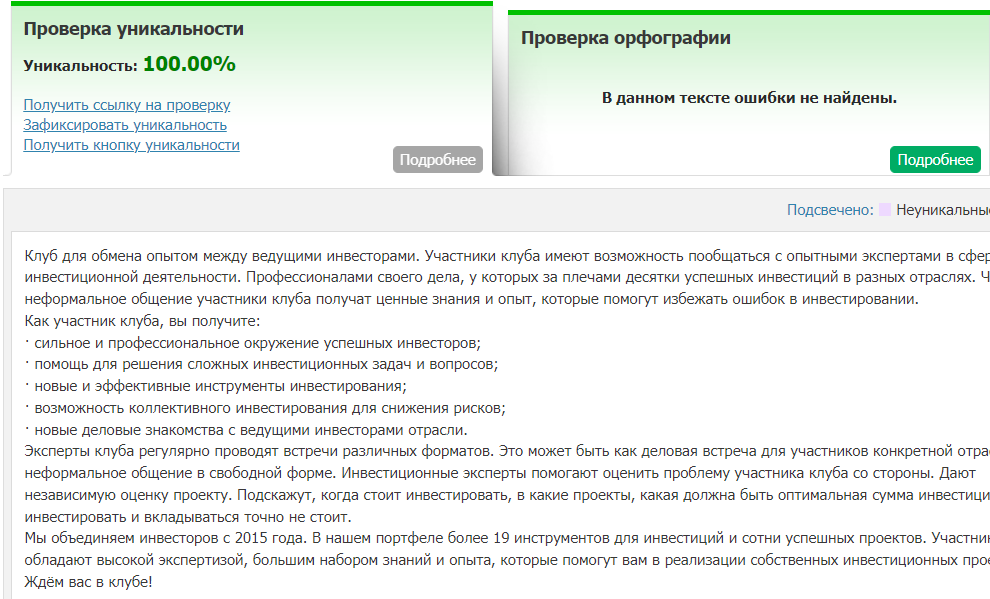 Проверка уникальности
Уникальность: 100.00%
Получить ссылку на проверку
Зафиксировать уникальность
Получить кнопку уникальности
Подробнее
Проверка орфографии
В данном тексте ошибки не найдены.
Подробнее
Подсвечено: Неуникальны
Клуб для обмена опытом между ведущими инвесторами. Участники клуба имеют возможность пообщаться с опытными экспертами в сфер
инвестиционной деятельности. Профессионалами своего дела, у которых за плечами десятки успешных инвестиций в разных отраслях. Ч
неформальное общение участники клуба получат ценные знания и опыт, которые помогут избежать ошибок в инвестировании.
Как участник клуба, вы получите:
· сильное и профессиональное окружение успешных инвесторов;
· помощь для решения сложных инвестиционных задач и вопросов;
· новые и эффективные инструменты инвестирования;
· возможность коллективного инвестирования для снижения рисков;
· новые деловые знакомства с ведущими инвесторами отрасли.
Эксперты клуба регулярно проводят встречи различных форматов. Это может быть как деловая встреча для участников конкретной отра
неформальное общение в свободной форме. Инвестиционные эксперты помогают оценить проблему участника клуба со стороны. Дают
независимую оценку проекту. Подскажут, когда стоит инвестировать, в какие проекты, какая должна быть оптимальная сумма инвестици
инвестировать и вкладываться точно не стоит.
Мы объединяем инвесторов с 2015 года. В нашем портфеле более 19 инструментов для инвестиций и сотни успешных проектов. Участни
обладают высокой экспертизой, большим набором знаний и опыта, которые помогут вам в реализации собственных инвестиционных прое
Ждём вас в клубе!